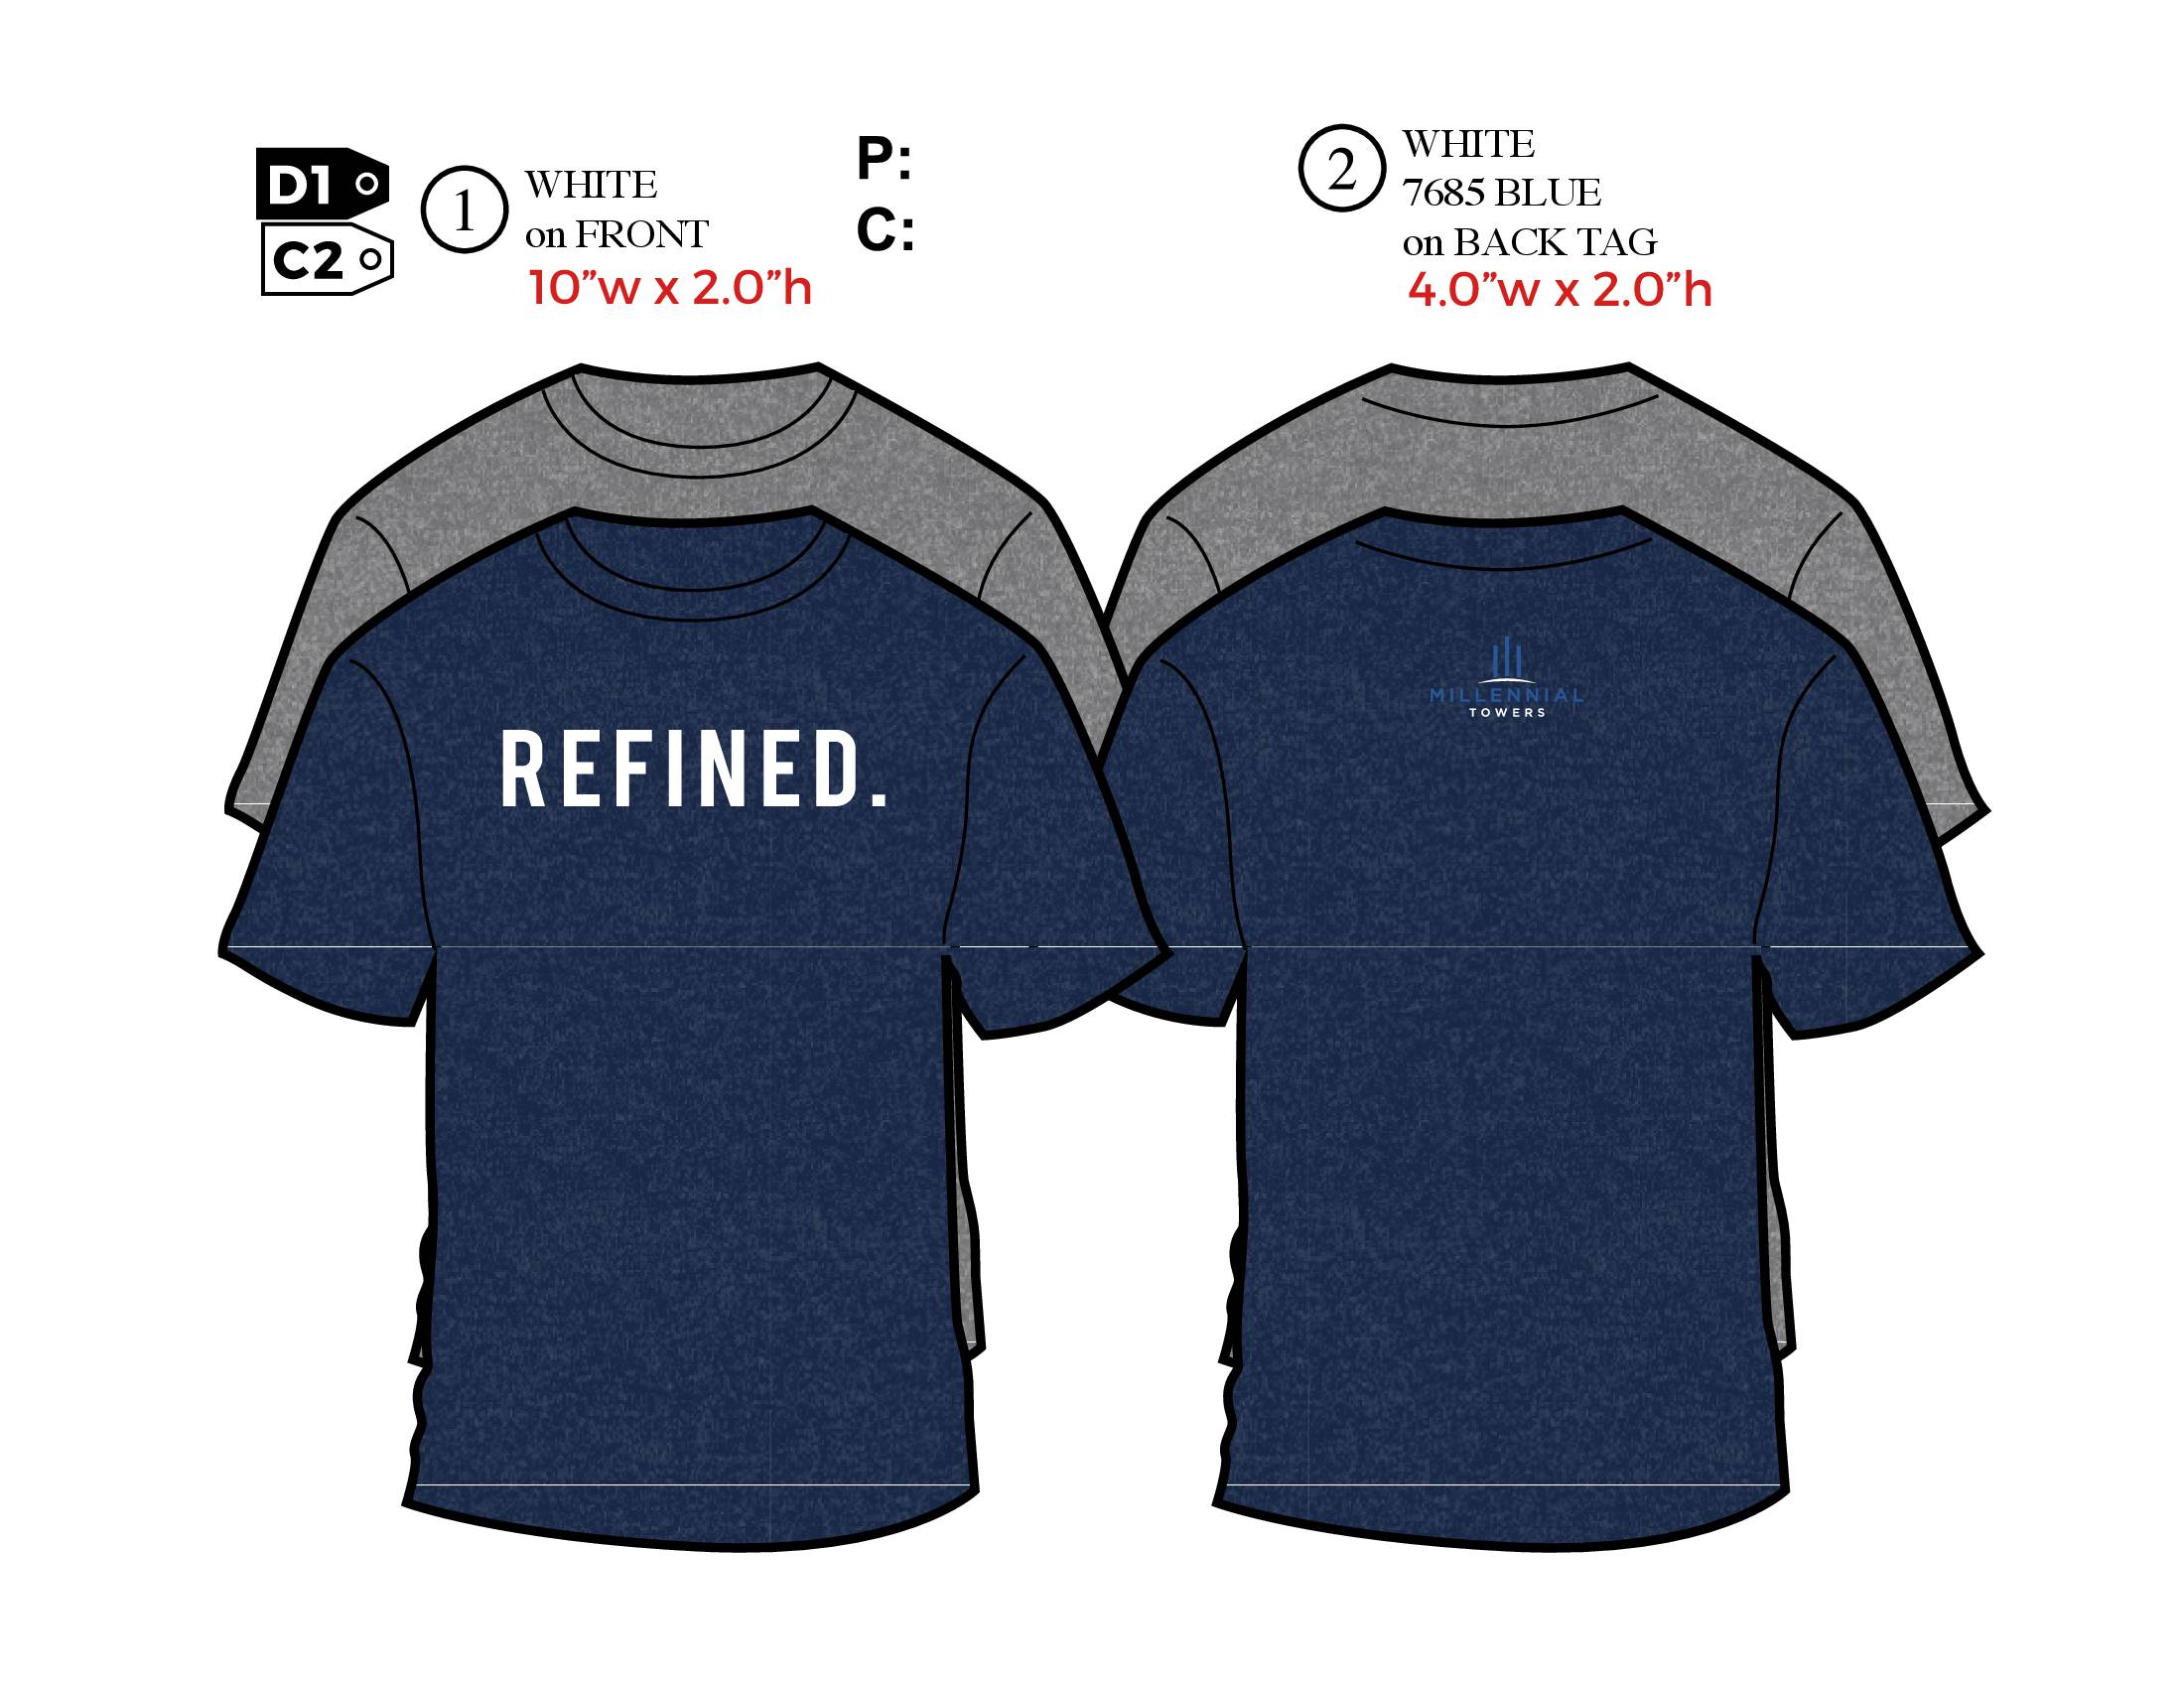 D1
C2
1
WHITE
on FRONT
10”w x 2.0”h
P:
C:
2
WHITE
7685 BLUE
on BACK TAG
4.0”w x 2.0”h
REFINED.
MILLENNIAL
TOWERS